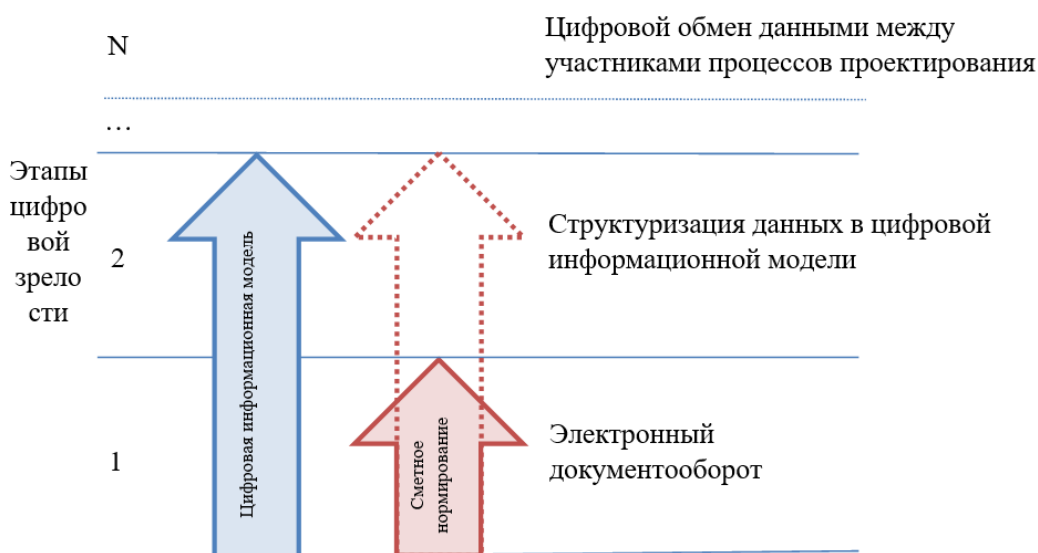 N
Цифровой обмен данными между
участниками процессов проектирования
…
Этапы
цифро
вой
зрело
сти
2
Цифровая информационная модель
Структуризация данных в цифровой
информационной модели
1
Сметное
нормирование
Электронный
документооборот